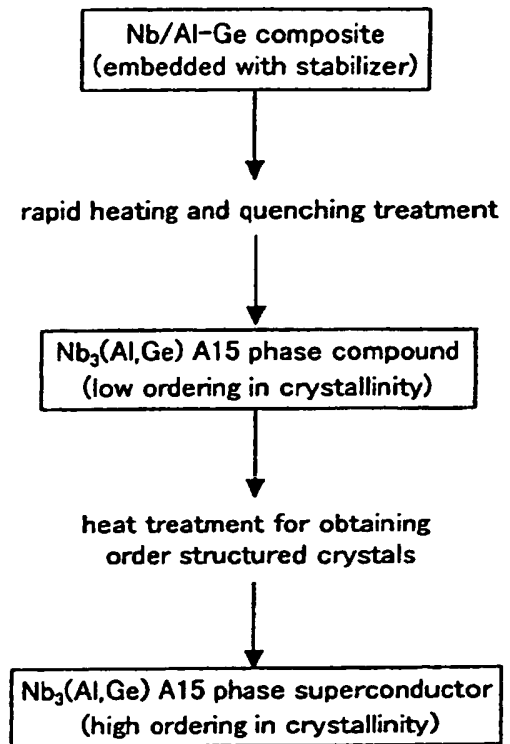 Nb/Al-Ge composite
(embedded with stabilizer)
rapid heating and quenching treatment
Nb₃(Al,Ge) A15 phase compound
(low ordering in crystallinity)
heat treatment for obtaining
order structured crystals
Nb₃(Al,Ge) A15 phase superconductor
(high ordering in crystallinity)